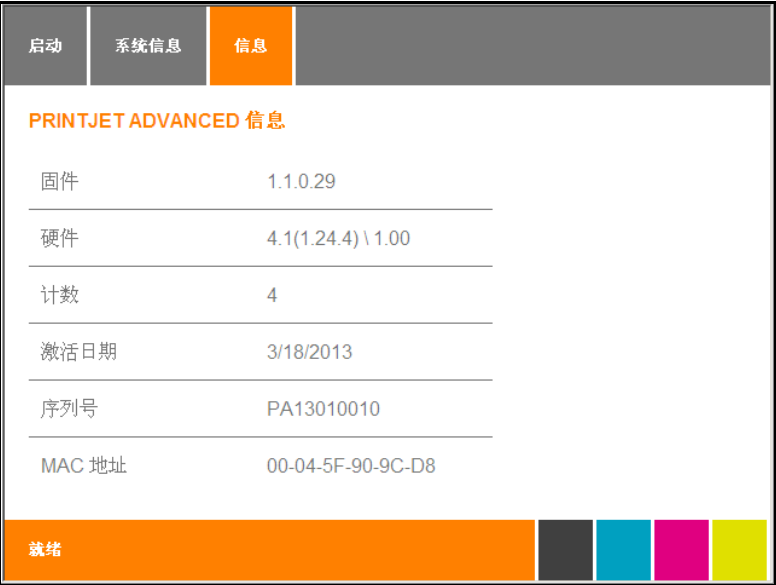 启动 系统信息 信息
PRINTJET ADVANCED 信息
固件 1.1.0.29
硬件 4.1(1.24.4) \ 1.00
计数 4
激活日期 3/18/2013
序列号 PA13010010
MAC 地址 00-04-5F-90-9C-D8
就绪